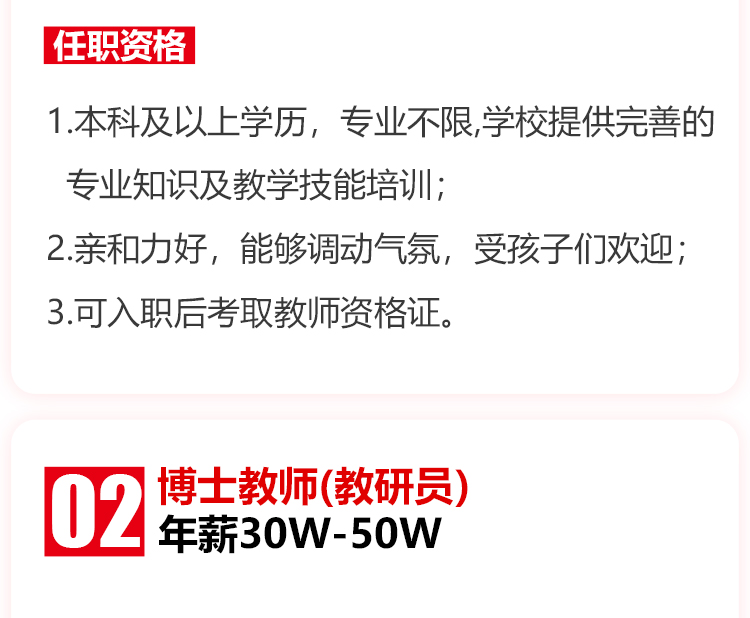 任职资格
1.本科及以上学历，专业不限,学校提供完善的
专业知识及教学技能培训；
2.亲和力好，能够调动气氛，受孩子们欢迎；
3.可入职后考取教师资格证。
02
博士教师(教研员)
年薪30W-50W